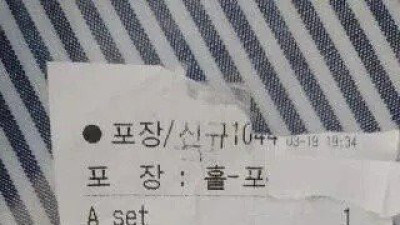 ● 포장/신규1044 03-19 19:34
포 장 : 홀-포
A set 1